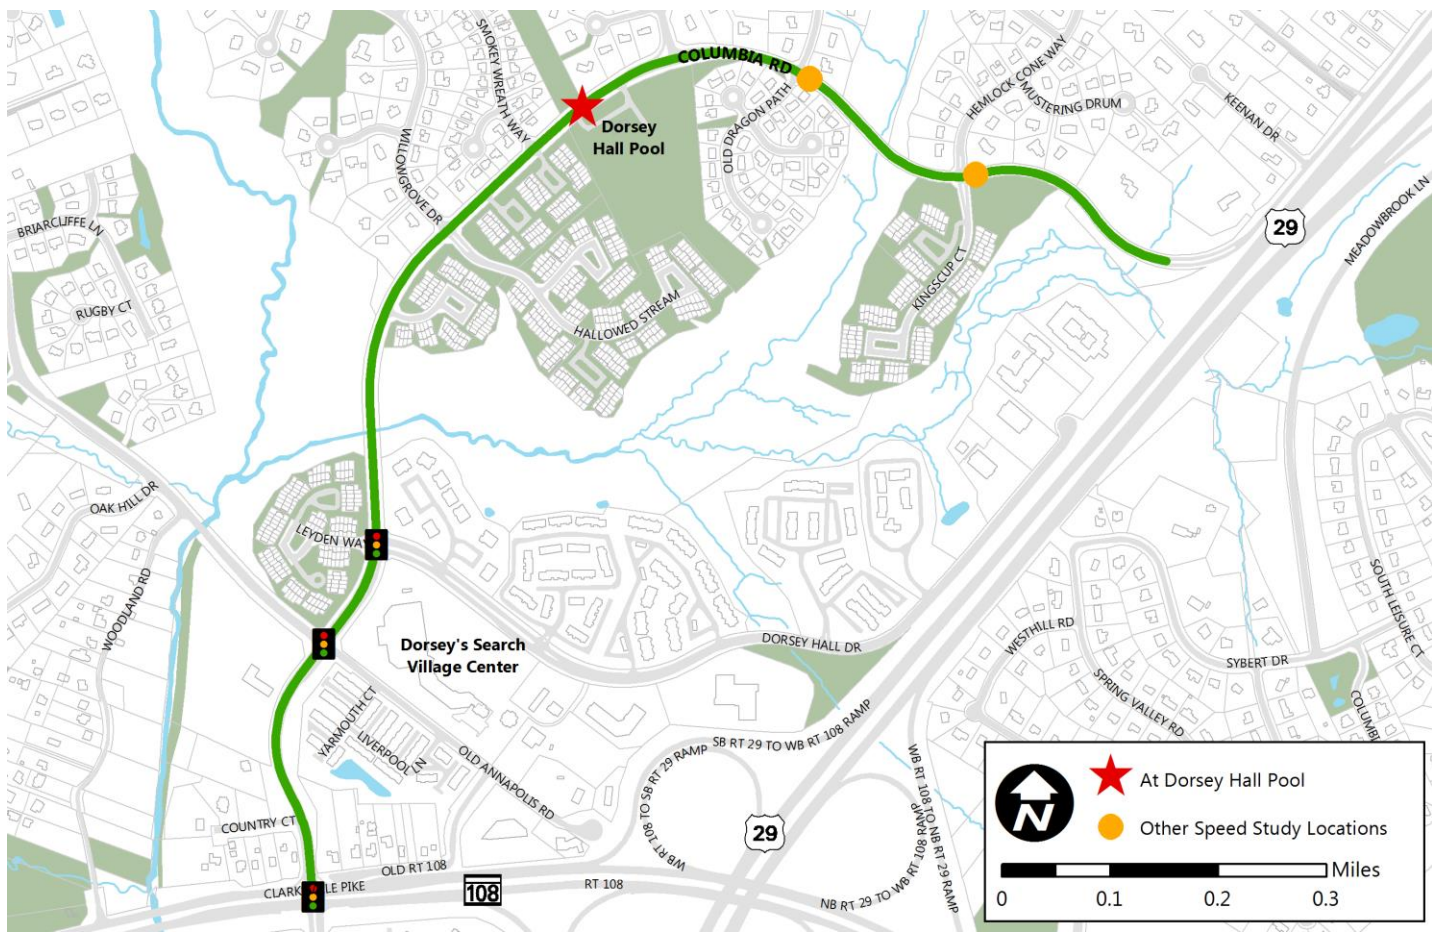 SMOKEY WREATH WAY
COLUMBIA RD
HEMLOCK CONE WAY
MUSTERING DRUM
KEENAN DR
OLD DRAGON PATH
Dorsey
Hall Pool
WILLOWGROVE DR
MEADOWBROOK LN
29
BRIARCLIFFE LN
RUGBY CT
KINGSCUP CT
HALLOWED STREAM
OAK HILL DR
LEYDEN WA
WOODLAND RD
SOUTH LEISURE CT
WESTHILL RD
DORSEY HALL DR
Dorsey's Search
Village Center
SYBERT DR
SPRING VALLEY RD
COLUMBI
YARMOUTH CT
LIVERPOOL LN
OLD ANNAPOLIS RD
SB RT 29 TO WB RT 108 RAMP
WB RT 108 TO SB RT 29 RAMP
WB RT 108 TO NB RT 29 RAMP
NB RT 29 TO WB RT 108 RAMP
29
COUNTRY CT
OLD RT 108
CLARK LE PIKE
108
RT 108
N
At Dorsey Hall Pool
Other Speed Study Locations
Miles
0 0.1 0.2 0.3